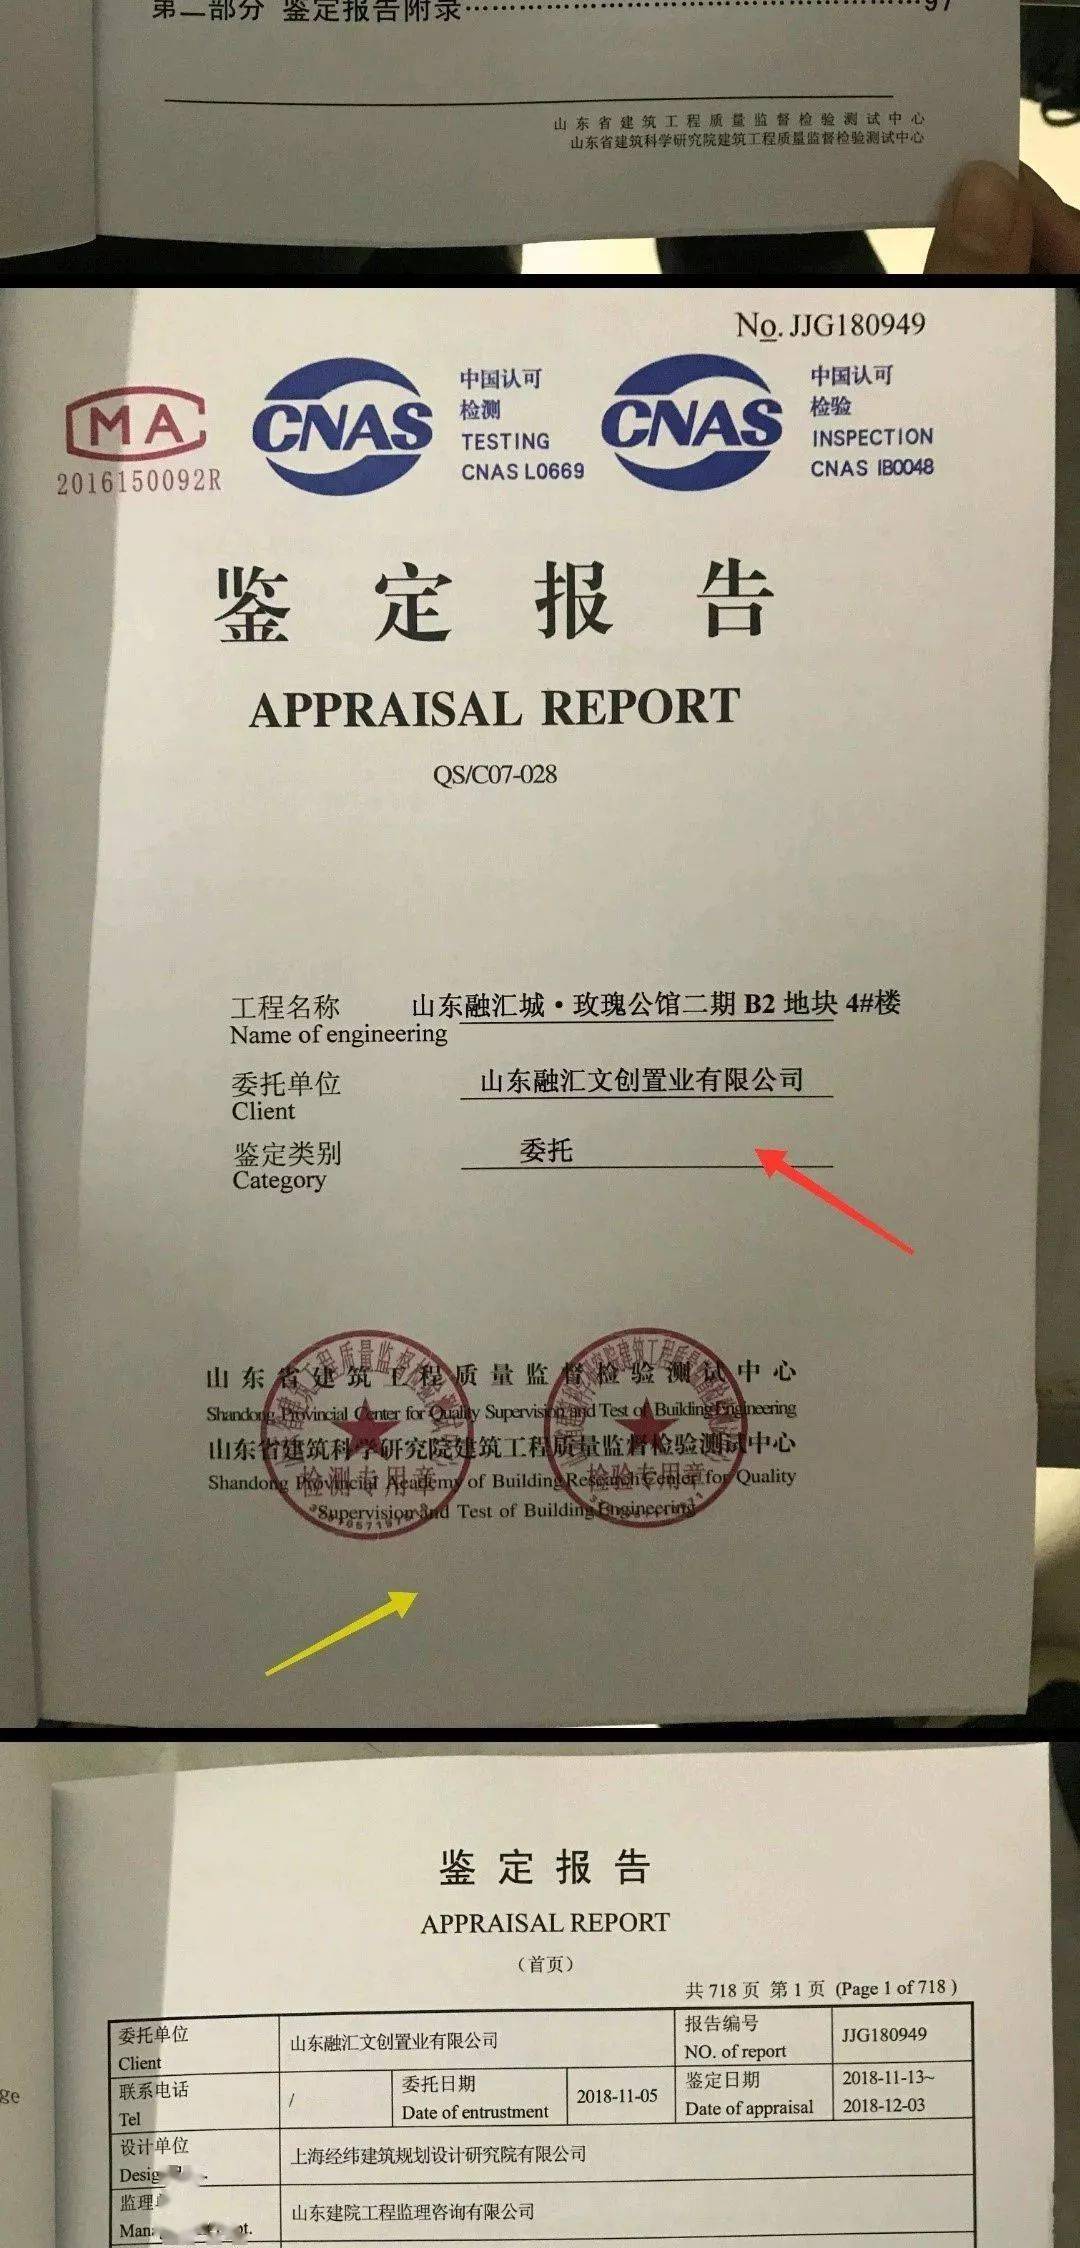 第二部分 鉴定报告附录……………………………………………97
山东省建筑工程质量监督检验测试中心
山东省建筑科学研究院建筑工程质量监督检验测试中心
No. JJG180949
MA
2016150092R
CNAS
中国认可
检测
TESTING
CNAS L0669
CNAS
中国认可
检验
INSPECTION
CNAS IB0048
鉴定报告
APPRAISAL REPORT
QS/C07-028
工程名称 山东融汇城·玫瑰公馆二期 B2 地块 4#楼
Name of engineering
委托单位 山东融汇文创置业有限公司
Client
鉴定类别 委托
Category
山东省建筑工程质量监督检验测试中心
Shandong Provincial Center for Quality Supervision and Test of Building Engineering
山东省建筑科学研究院建筑工程质量监督检验测试中心
Shandong Provincial Academy of Building Research Center for Quality
Supervision and Test of Building Engineering
检测专用章
检验专用章
鉴定报告
APPRAISAL REPORT
（首页）
共 718 页 第 1 页 (Page 1 of 718 )
委托单位 山东融汇文创置业有限公司 报告编号 JJG180949
Client NO. of report
联系电话 / 委托日期 2018-11-05 鉴定日期 2018-11-13~
Tel Date of entrustment Date of appraisal 2018-12-03
设计单位 上海经纬建筑规划设计研究院有限公司
监理 山东建院工程监理咨询有限公司